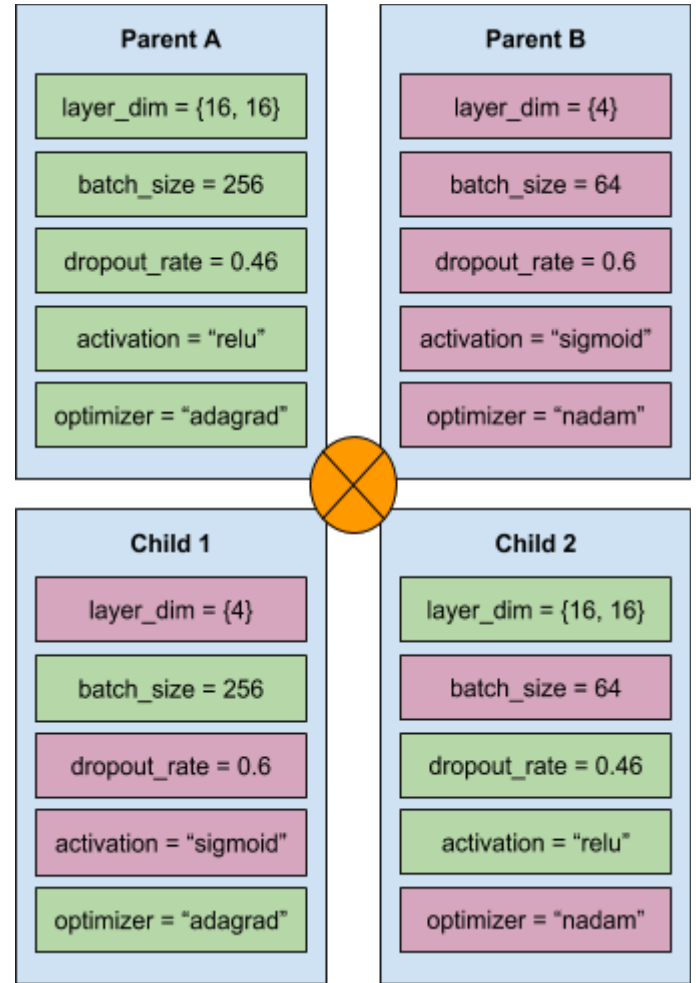 Parent A
layer_dim = {16, 16}
batch_size = 256
dropout_rate = 0.46
activation = “relu”
optimizer = “adagrad”
Parent B
layer_dim = {4}
batch_size = 64
dropout_rate = 0.6
activation = “sigmoid”
optimizer = “nadam”
Child 1
layer_dim = {4}
batch_size = 256
dropout_rate = 0.6
activation = “sigmoid”
optimizer = “adagrad”
Child 2
layer_dim = {16, 16}
batch_size = 64
dropout_rate = 0.46
activation = “relu”
optimizer = “nadam”